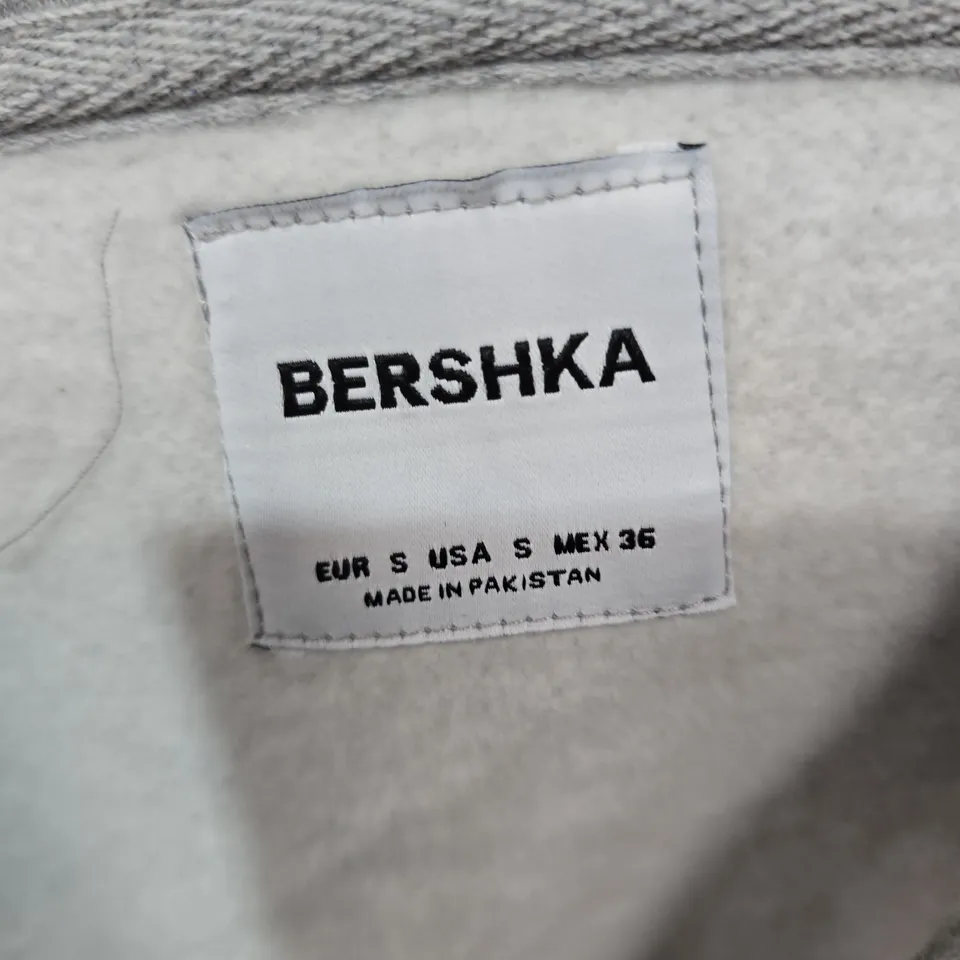 BERSHKA
EUR S USA S MEX 36
MADE IN PAKISTAN